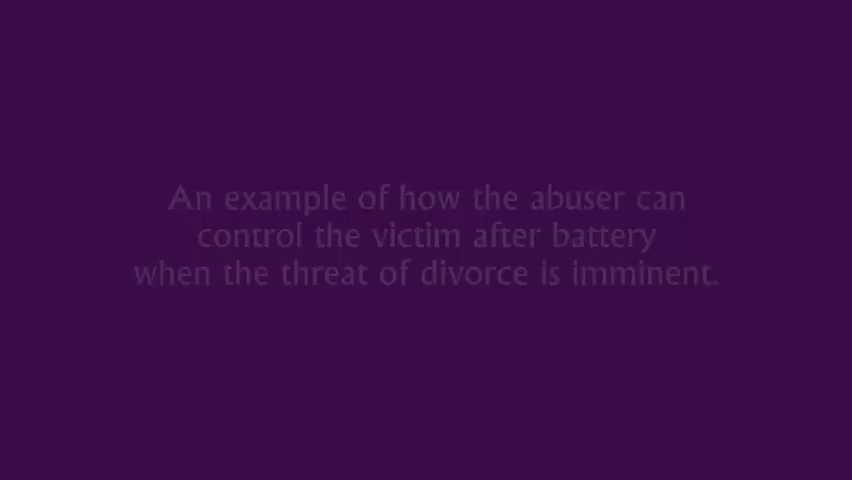 An example of how the abuser can
control the victim after battery
when the threat of divorce is imminent.